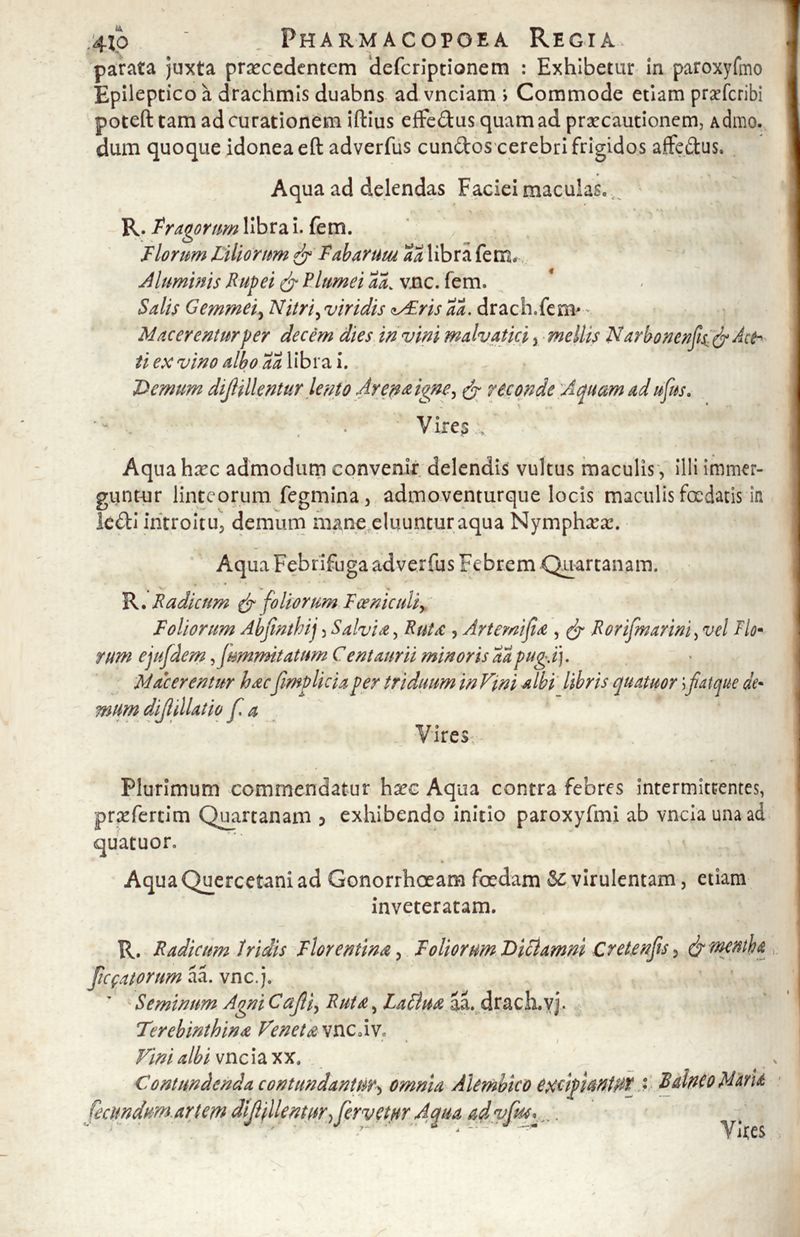 410 PHARMACOPOEA REGIA
parata juxta præcedentem deſcriptionem : Exhibetur in paroxyſmo
Epileptico à drachmis duabns ad vnciam ; Commode etiam præſcribi
poteſt tam ad curationem iſtius effectus quam ad præcautionem, Admo.
dum quoque idonea eſt adverſus cunctos cerebri frigidos affectus.
Aqua ad delendas Faciei maculas.
R. Fragorum libra i. ſem.
Florum Liliorum & Fabarum āā libra ſem.
Aluminis Rupei & Plumei āā. vnc. ſem.
Salis Gemmei, Nitri, viridis Æris āā. drach. ſem.
Macerentur per decem dies in vini malvatici, mellis Narbonenſis, & Ace-
ti ex vino albo āā libra i.
Demum diſtillentur lento Arenæ igne, & reconde Aquam ad uſus.
Vires
Aqua hæc admodum convenir delendis vultus maculis, illi immer-
guntur linteorum ſegmina, admoventurque locis maculis fœdatis in
lecti introitu, demum mane eluuntur aqua Nymphææ.
Aqua Febrifuga adverſus Febrem Quartanam.
R. Radicum & foliorum Fœniculi,
Foliorum Abſinthij, Salviæ, Rutæ, Artemiſiæ, & Roriſmarini, vel Flo-
rum ejuſdem, ſummitatum Centaurii minoris āā pug. ij.
Macerentur hæc ſimplicia per triduum in Vini albi libris quatuor ; fiatque de-
mum diſtillatio ſ. a
Vires
Plurimum commendatur hæc Aqua contra febres intermittentes,
præſertim Quartanam, exhibendo initio paroxyſmi ab vncia una ad
quatuor.
Aqua Quercetani ad Gonorrhœam fœdam & virulentam, etiam
inveteratam.
R. Radicum Iridis Florentinæ, Foliorum Dictamni Cretenſis, & mentha
ſiccatorum āā. vnc. j.
Seminum Agni Caſti, Rutæ, Lactuæ āā. drach. vj.
Terebinthinæ Venetæ vnc. iv.
Vini albi vncia xx.
Contundenda contundantur, omnia Alembico excipiantur : Balneo Mariæ
ſecundum artem diſtillentur, ſervetur Aqua ad vſus.
Vires